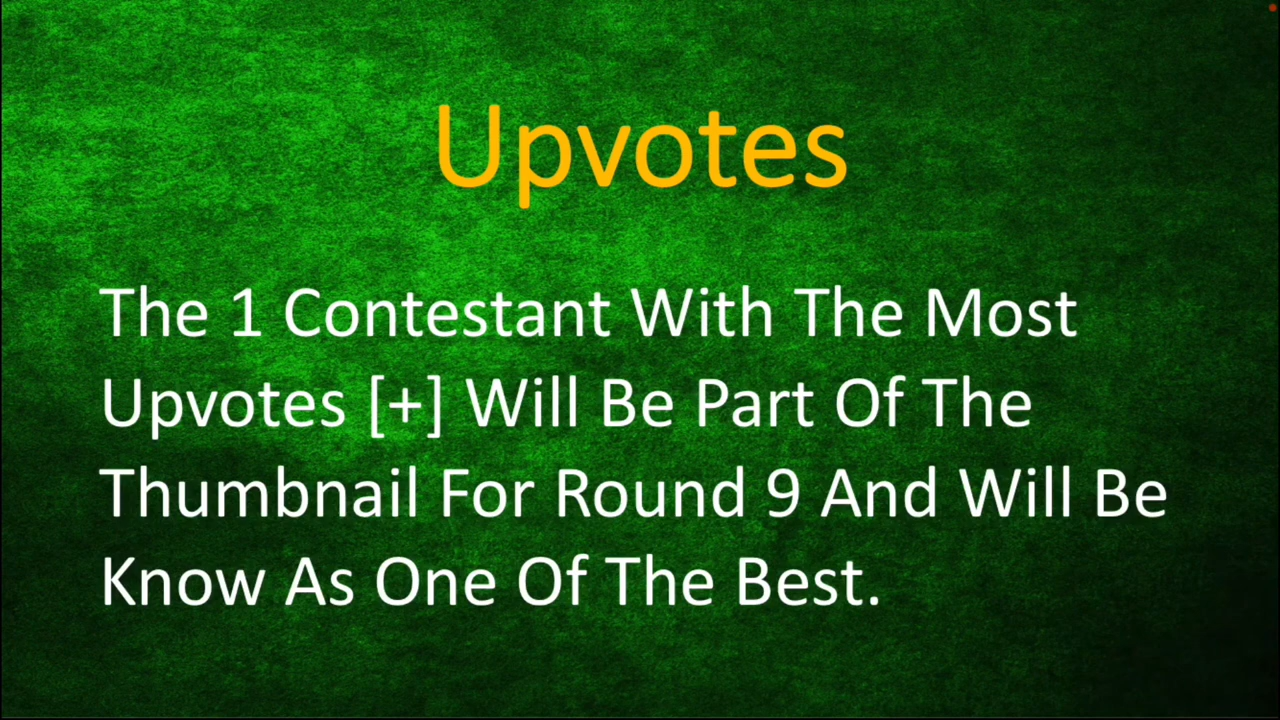 Upvotes
The 1 Contestant With The Most
Upvotes [+] Will Be Part Of The
Thumbnail For Round 9 And Will Be
Know As One Of The Best.